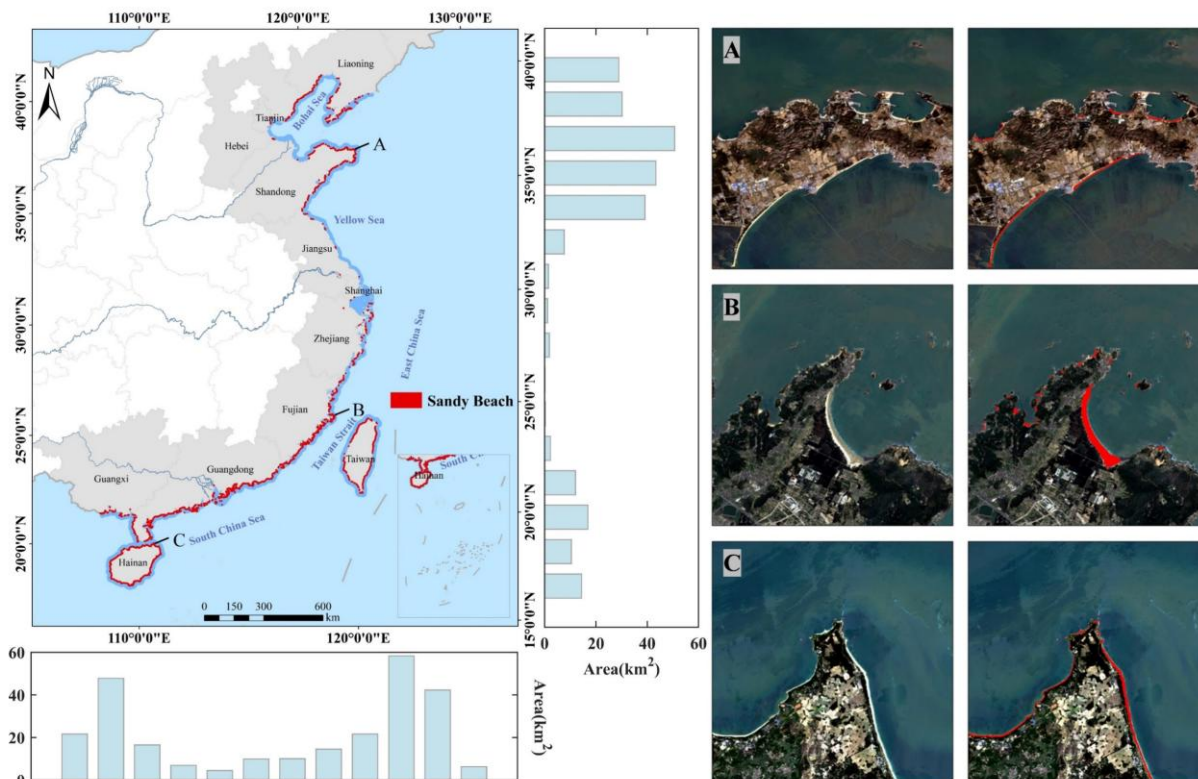 110°0'0"E
120°0'0"E
130°0'0"E
N
40°0'0"N
35°0'0"N
30°0'0"N
25°0'0"N
20°0'0"N
Liaoning
Tianjin
Bohai Sea
Hebei
A
Shandong
Yellow Sea
Jiangsu
Shanghai
Zhejiang
East China Sea
Sandy Beach
Fujian
B
Taiwan Strait
Taiwan
Guangdong
Guangxi
South China Sea
C
Hainan
South C
Hainan
0 150 300 600
km
110°0'0"E
120°0'0"E
40°0'0"N
35°0'0"N
30°0'0"N
25°0'0"N
20°0'0"N
15°0'0"N
0 20 40 60
Area(km²)
60
40
20
0
Area(km²)
A
B
C